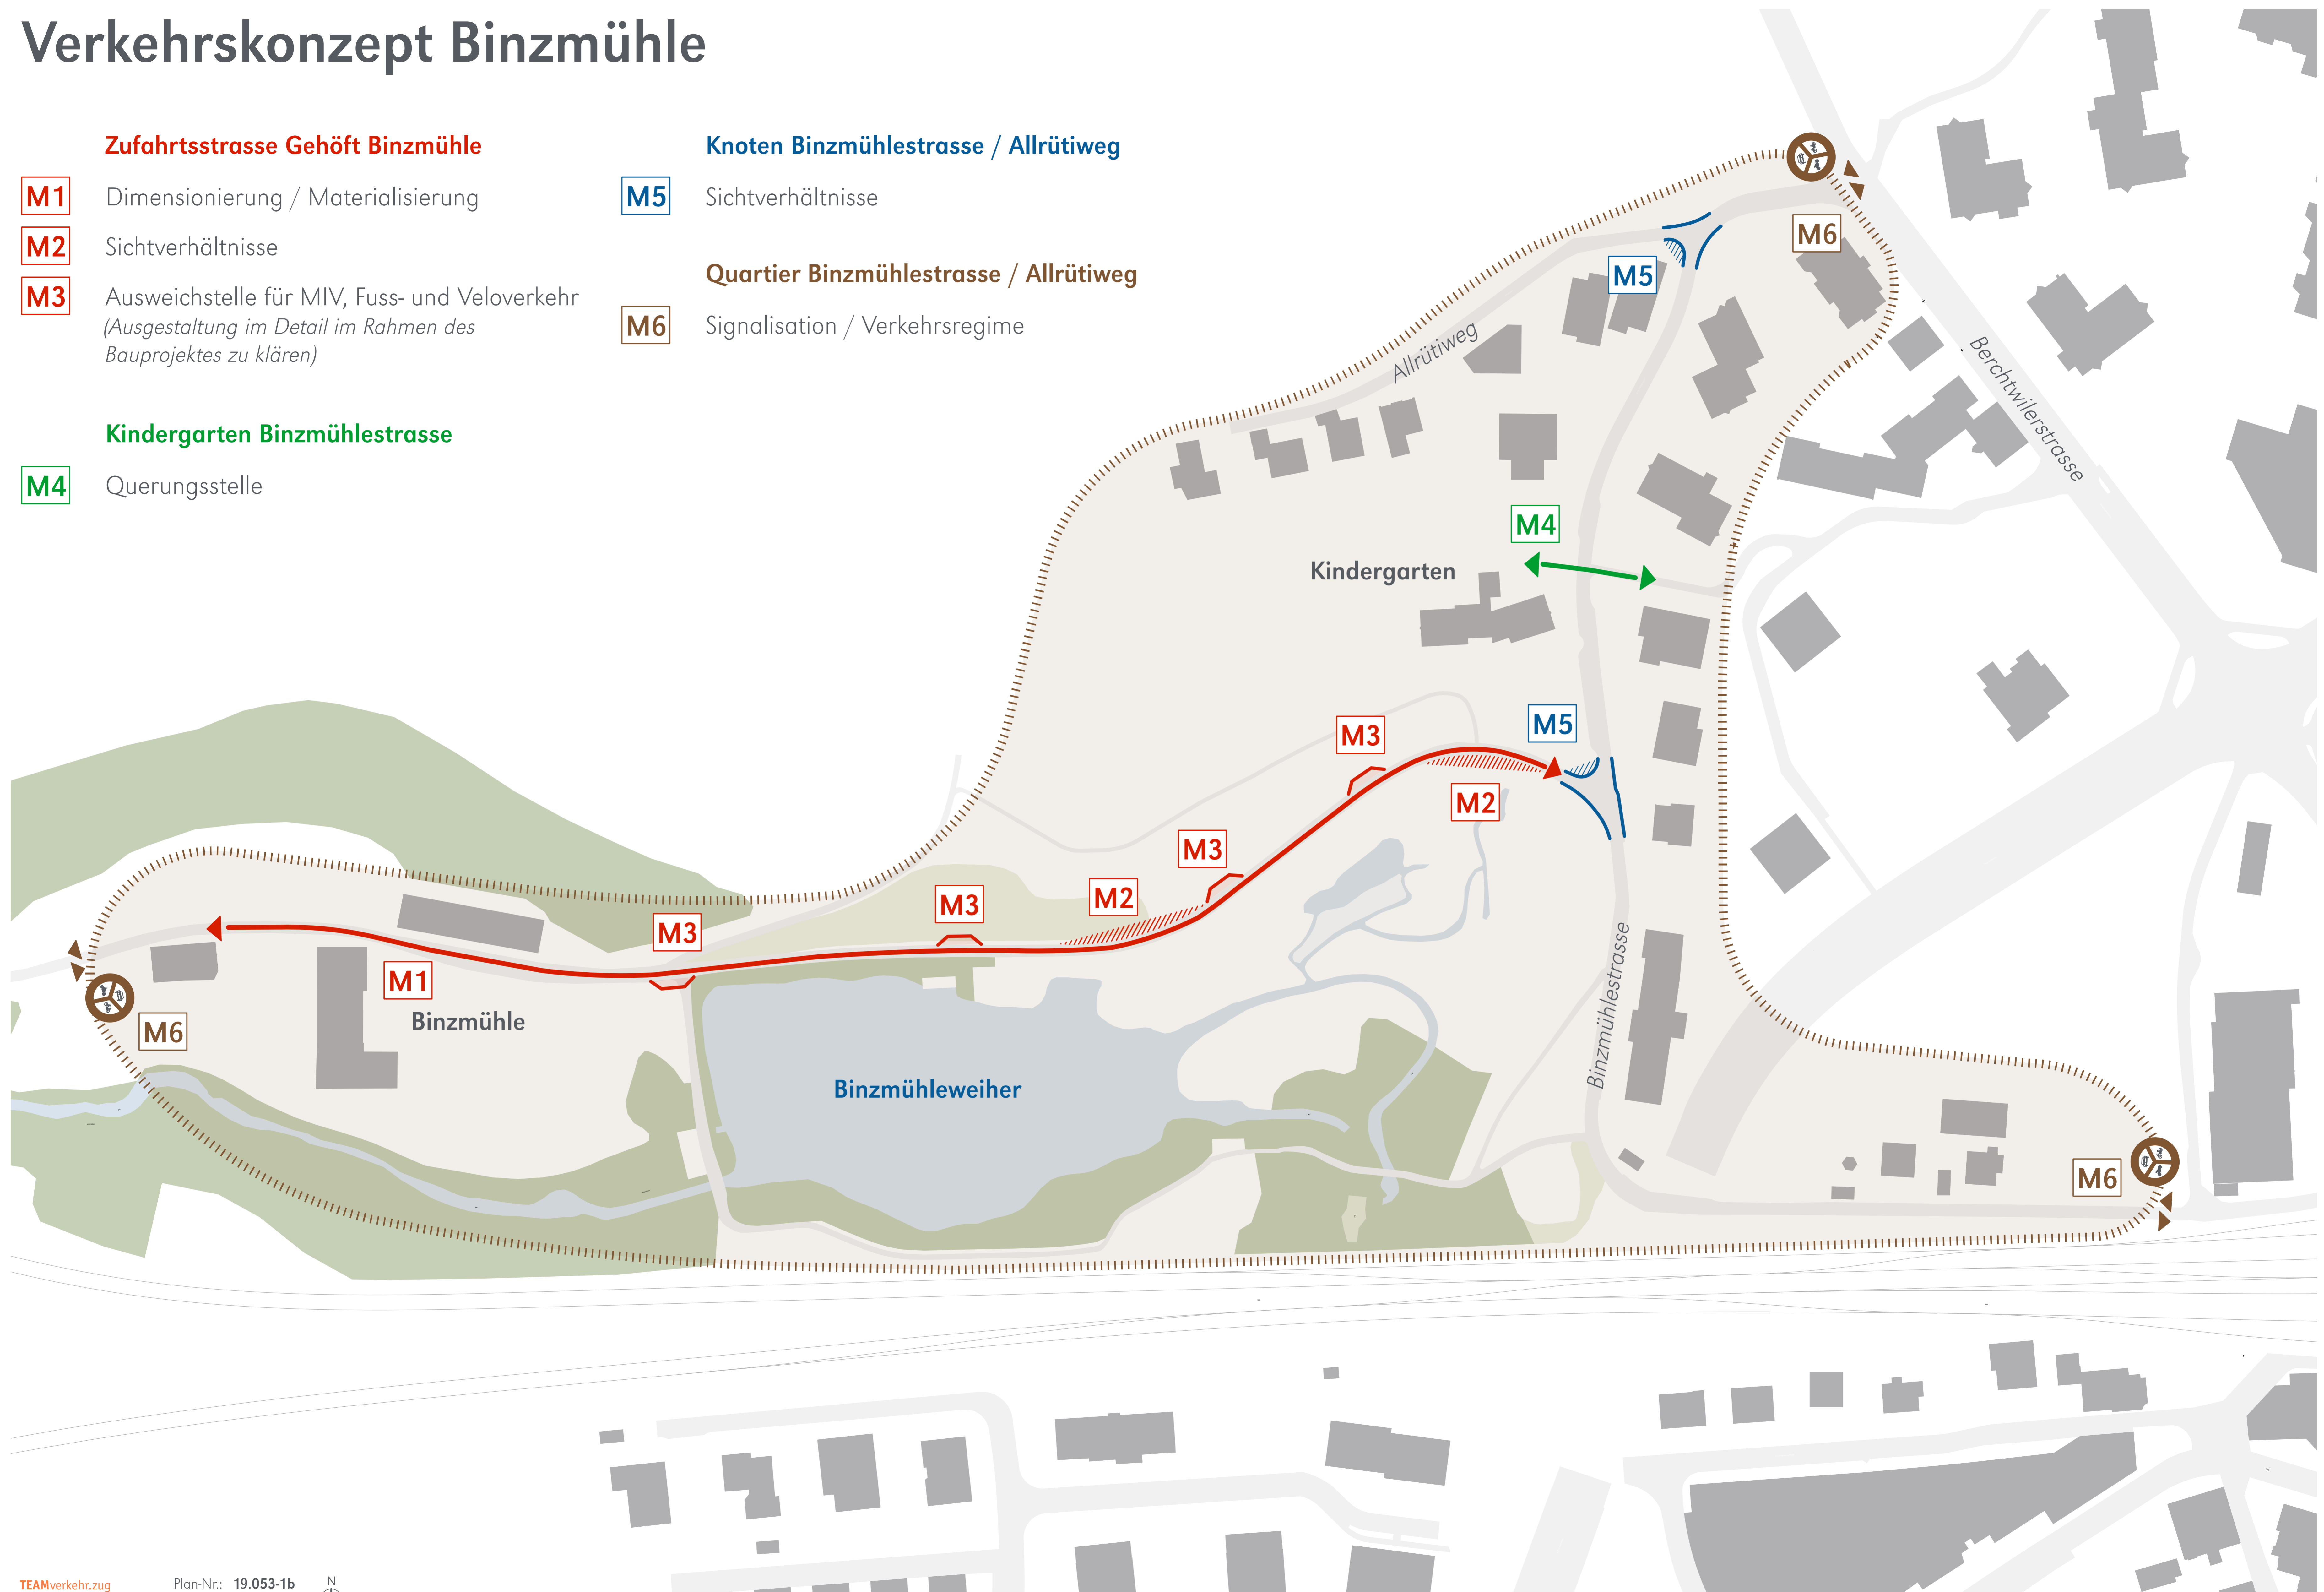 Verkehrskonzept Binzmühle
Zufahrtsstrasse Gehöft Binzmühle
M1 Dimensionierung / Materialisierung
M2 Sichtverhältnisse
M3 Ausweichstelle für MIV, Fuss- und Veloverkehr
(Ausgestaltung im Detail im Rahmen des
Bauprojektes zu klären)
Kindergarten Binzmühlestrasse
M4 Querungsstelle
Knoten Binzmühlestrasse / Allrütiweg
M5 Sichtverhältnisse
Quartier Binzmühlestrasse / Allrütiweg
M6 Signalisation / Verkehrsregime
M6
M5
Allrütiweg
Berchtwilerstrasse
M4
Kindergarten
M5
M3
M2
M3
M2
M3
M3
M1
Binzmühle
M6
Binzmühleweiher
Binzmühlestrasse
M6
TEAMverkehr.zug
Plan-Nr.: 19.053-1b
N